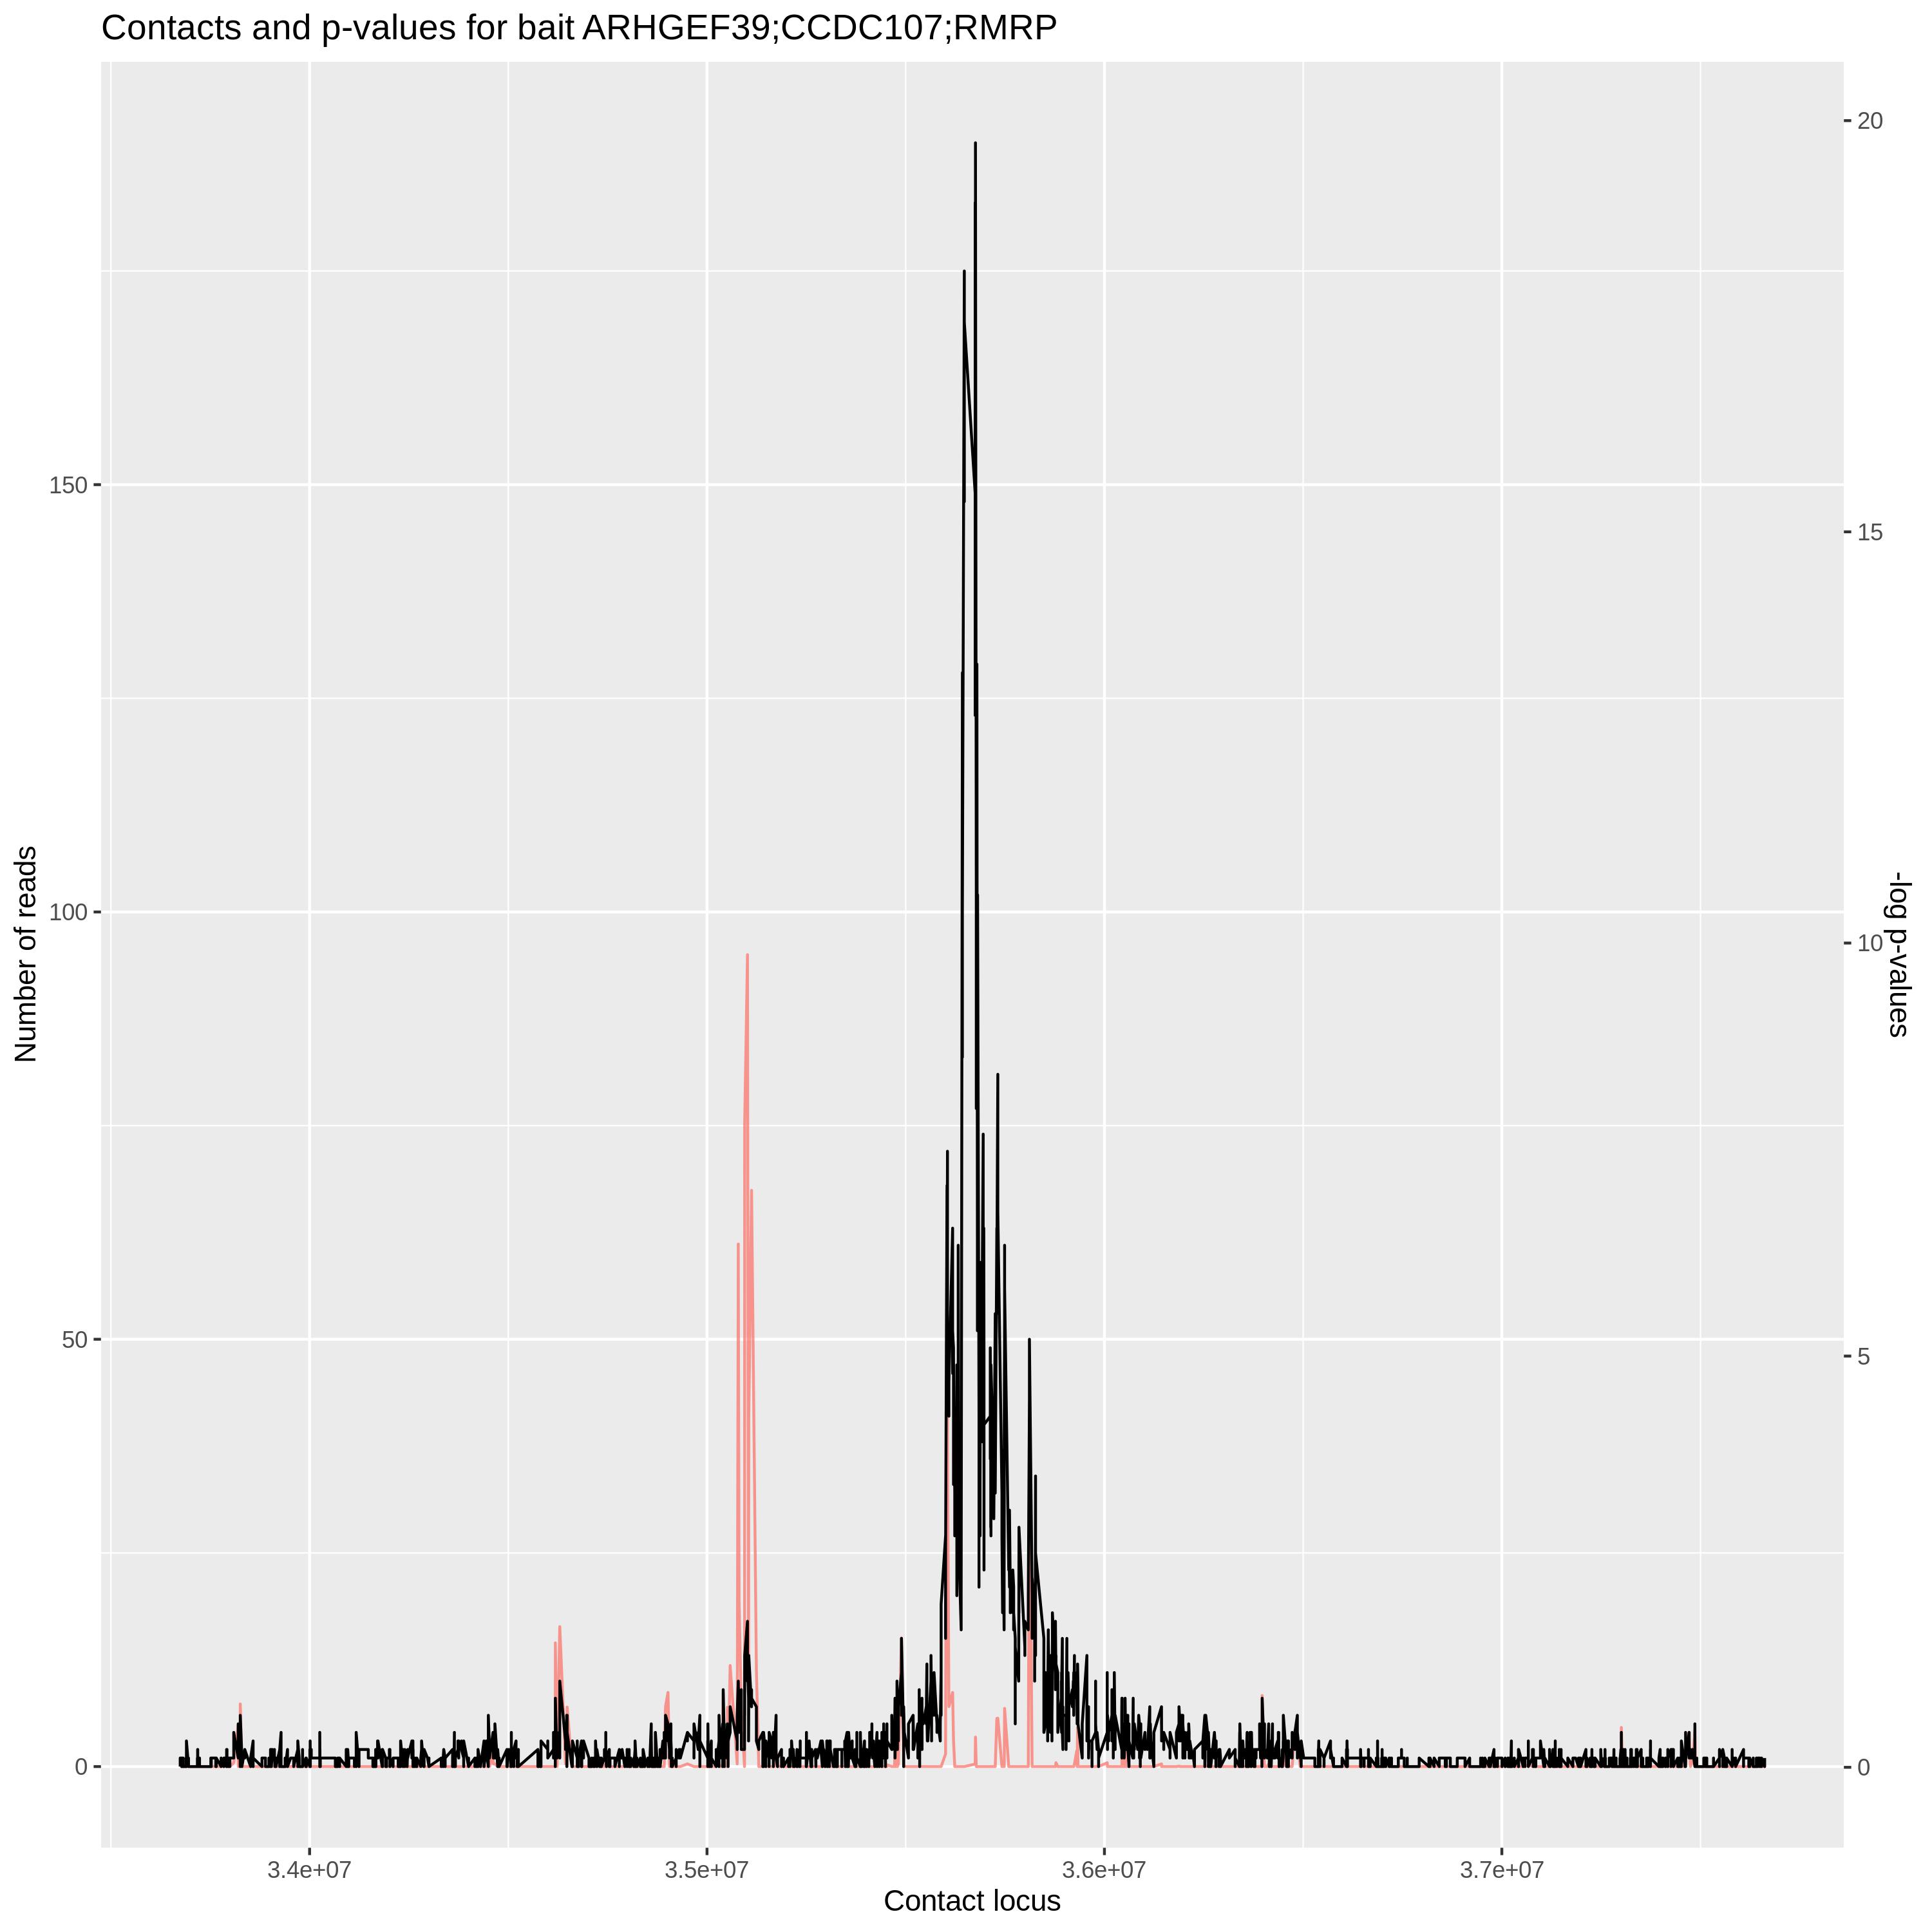 Contacts and p-values for bait ARHGEF39;CCDC107;RMRP
Number of reads
150
100
50
0
20
15
10
5
0
-log p-values
3.4e+07
3.5e+07
3.6e+07
3.7e+07
Contact locus